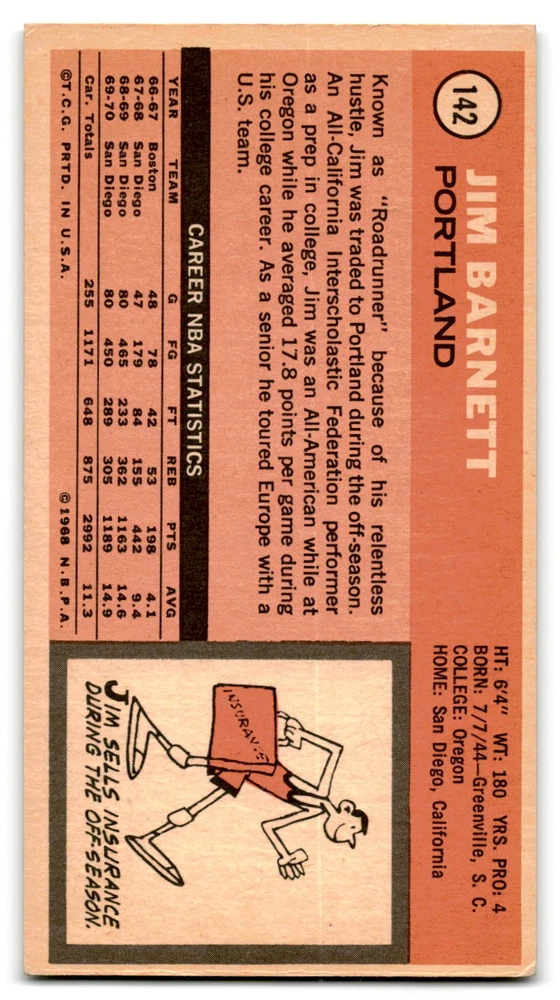 142
JIM BARNETT
PORTLAND
HT: 6'4" WT: 180 YRS. PRO: 4
BORN: 7/7/44—Greenville, S. C.
COLLEGE: Oregon
HOME: San Diego, California
Known as "Roadrunner" because of his relentless
hustle, Jim was traded to Portland during the off-season.
An All-California Interscholastic Federation performer
as a prep in college, Jim was an All-American while at
Oregon while he averaged 17.8 points per game during
his college career. As a senior he toured Europe with a
U.S. team.
CAREER NBA STATISTICS
YEAR TEAM G FG FT REB PTS AVG
66-67 Boston 48 78 42 53 198 4.1
67-68 San Diego 47 179 84 155 442 9.4
68-69 San Diego 80 465 233 362 1163 14.6
69-70 San Diego 80 450 289 305 1189 14.9
Car. Totals 255 1171 648 875 2992 11.3
©T.C.G. PRTD. IN U.S.A. ©1968 N.B.P.A.
INSURANCE
JIM SELLS INSURANCE
DURING THE OFF-SEASON.